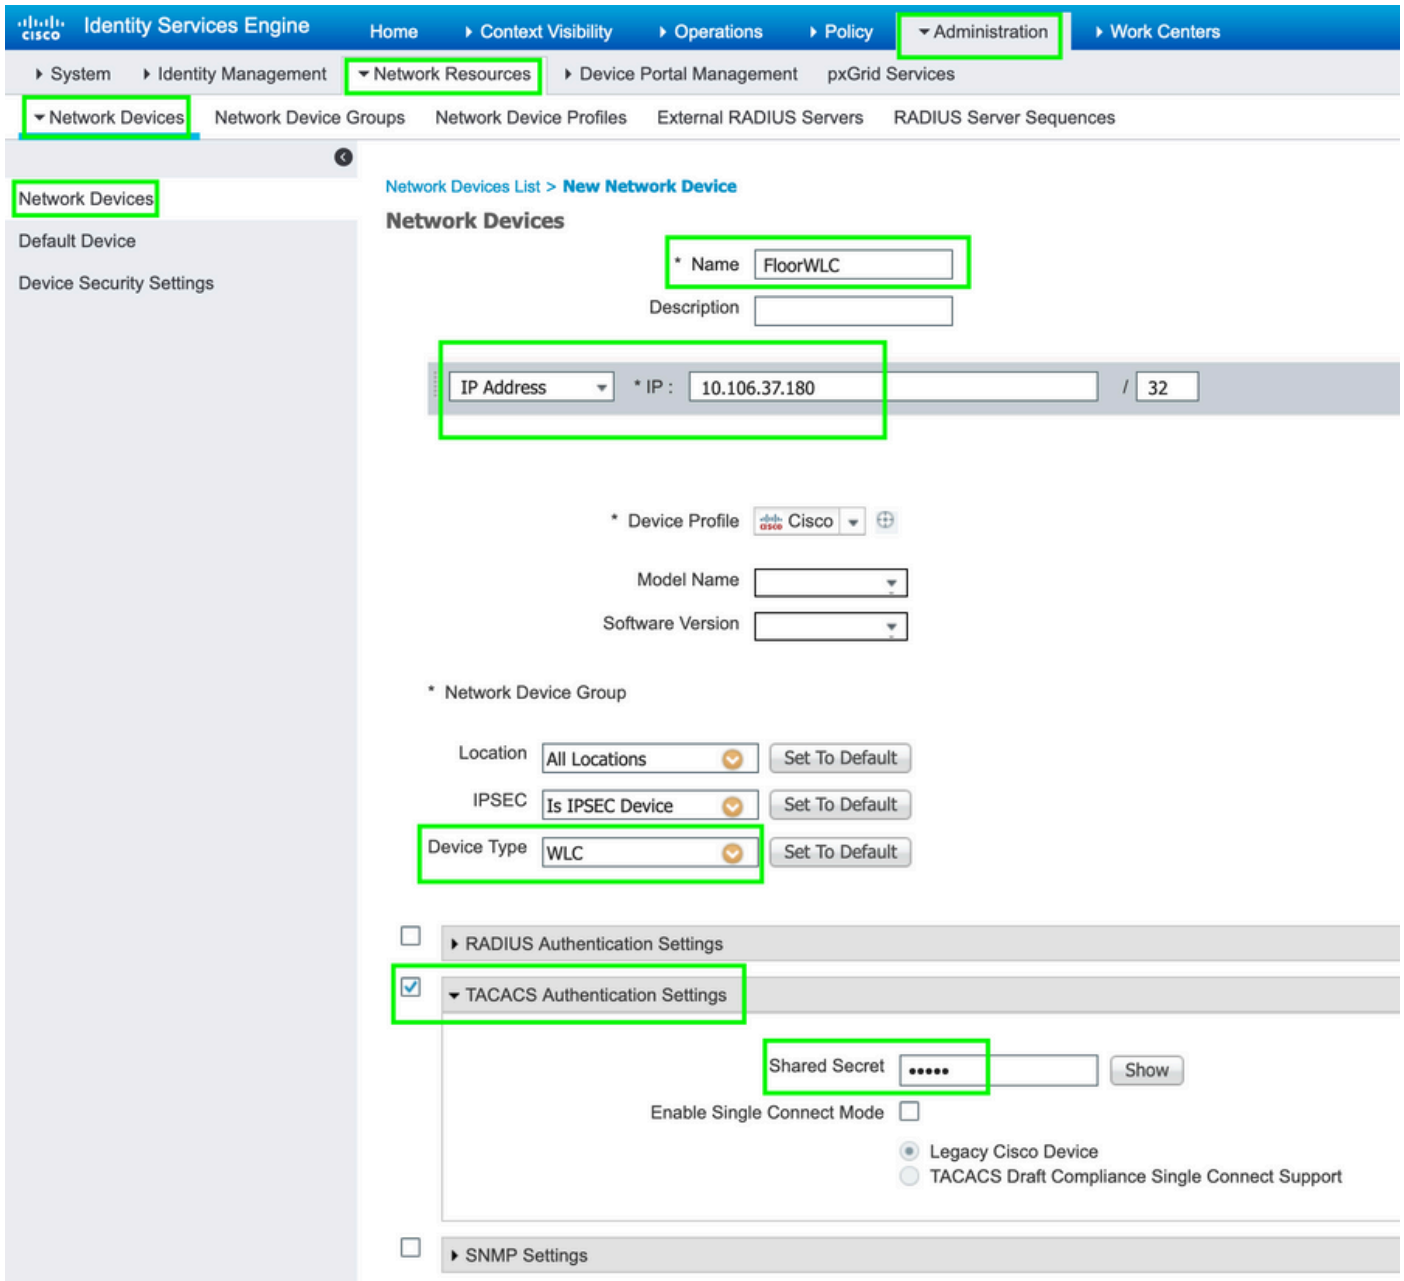 cisco Identity Services Engine Home Context Visibility Operations Policy Administration Work Centers
System Identity Management Network Resources Device Portal Management pxGrid Services
Network Devices Network Device Groups Network Device Profiles External RADIUS Servers RADIUS Server Sequences
Network Devices
Default Device
Device Security Settings
Network Devices List > New Network Device
Network Devices
* Name FloorWLC
Description
IP Address * IP : 10.106.37.180 / 32
* Device Profile cisco Cisco
Model Name
Software Version
* Network Device Group
Location All Locations Set To Default
IPSEC Is IPSEC Device Set To Default
Device Type WLC Set To Default
RADIUS Authentication Settings
TACACS Authentication Settings
Shared Secret ••••• Show
Enable Single Connect Mode
Legacy Cisco Device
TACACS Draft Compliance Single Connect Support
SNMP Settings